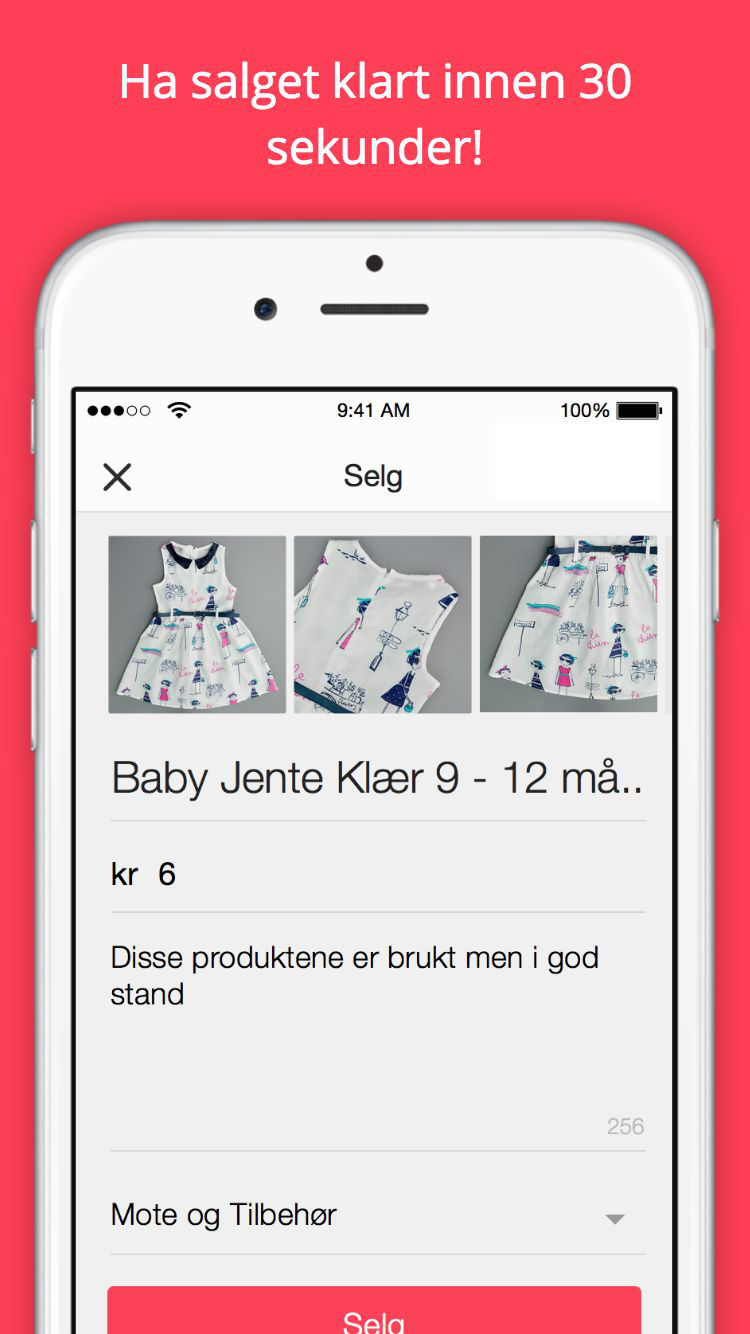 Ha salget klart innen 30
sekunder!
9:41 AM
100%
Selg
Baby Jente Klær 9 - 12 må..
kr 6
Disse produktene er brukt men i god
stand
256
Mote og Tilbehør
Selg